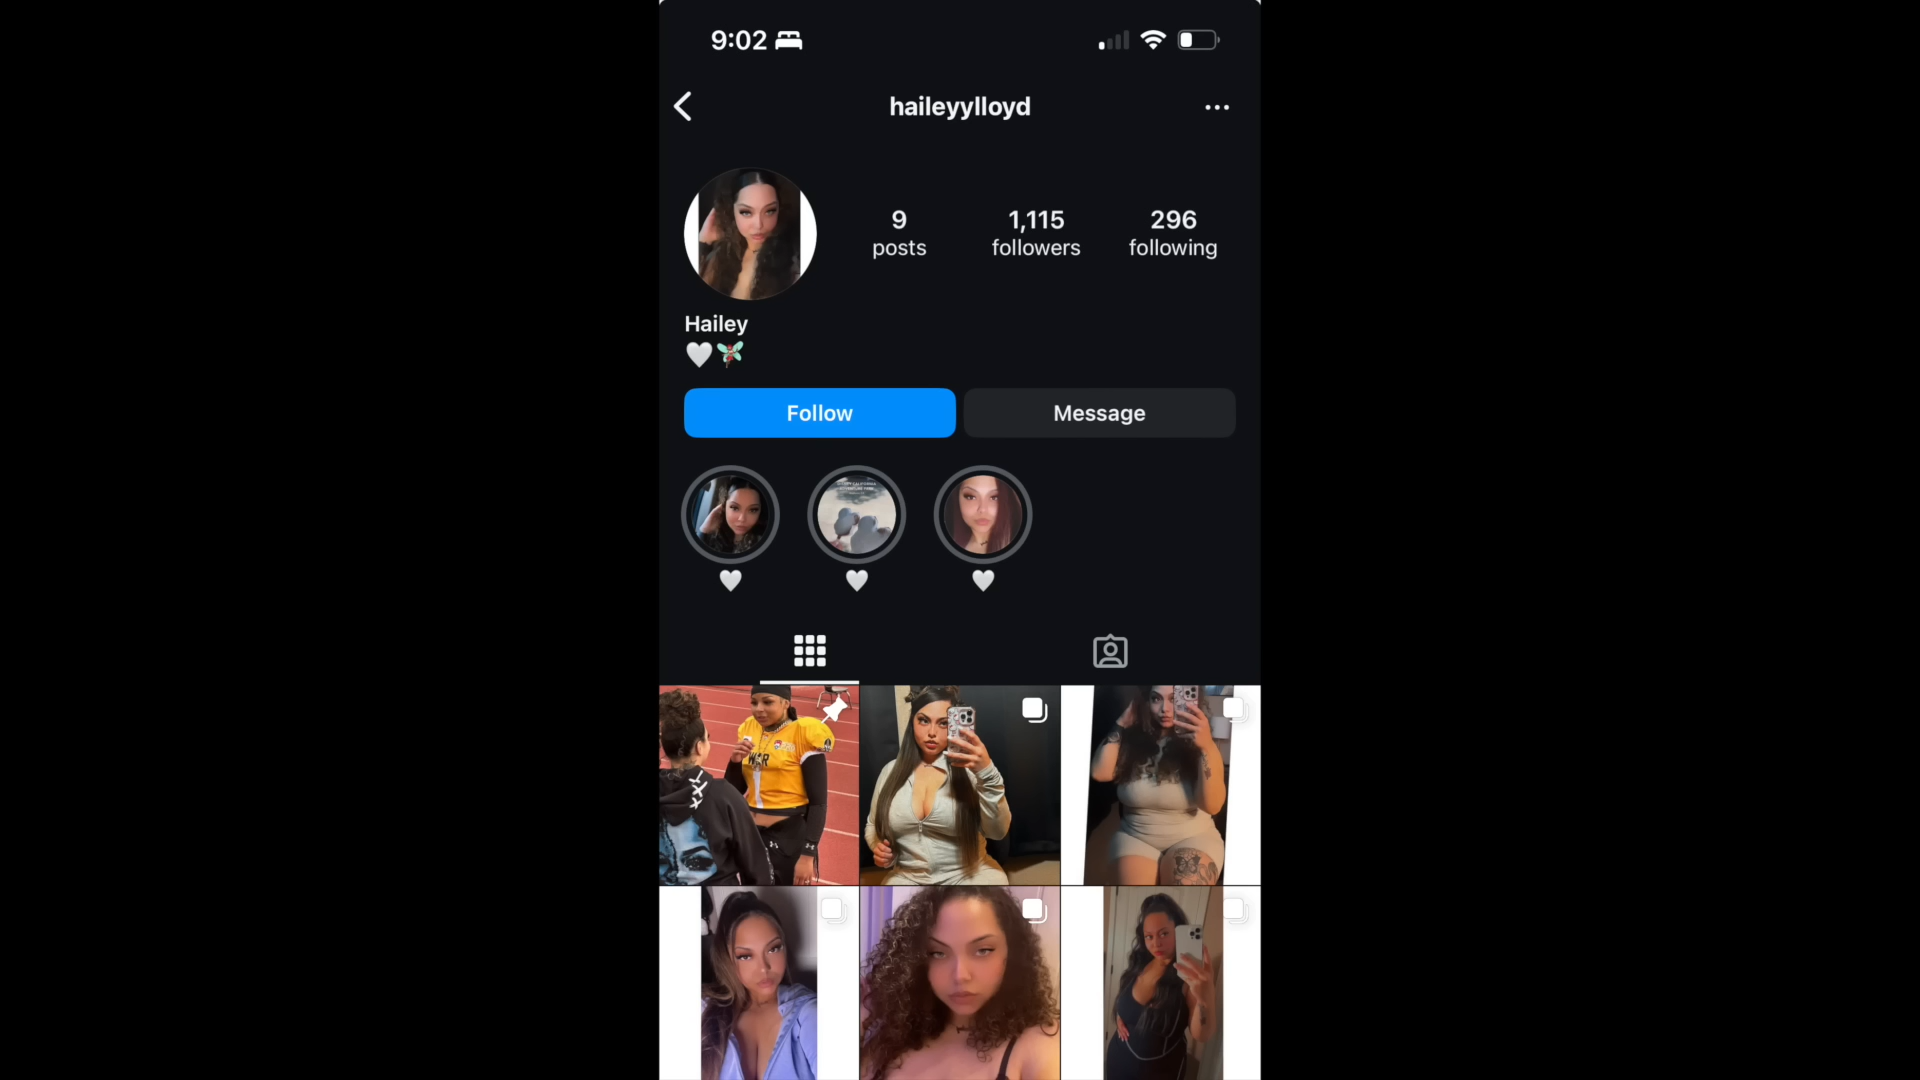 9:02
haileyylloyd
9
posts
1,115
followers
296
following
Hailey
🤍🧚
Follow
Message
🤍
🤍
🤍